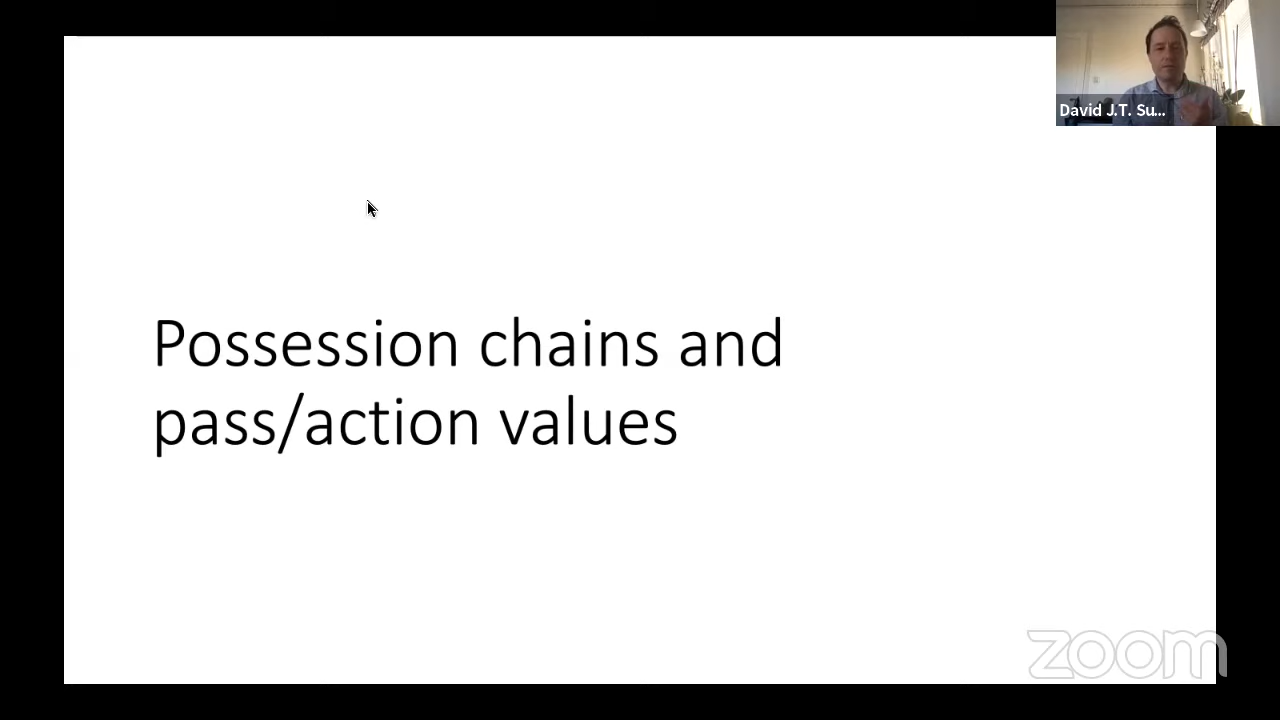 David J.T. Su...
Possession chains and
pass/action values
zoom